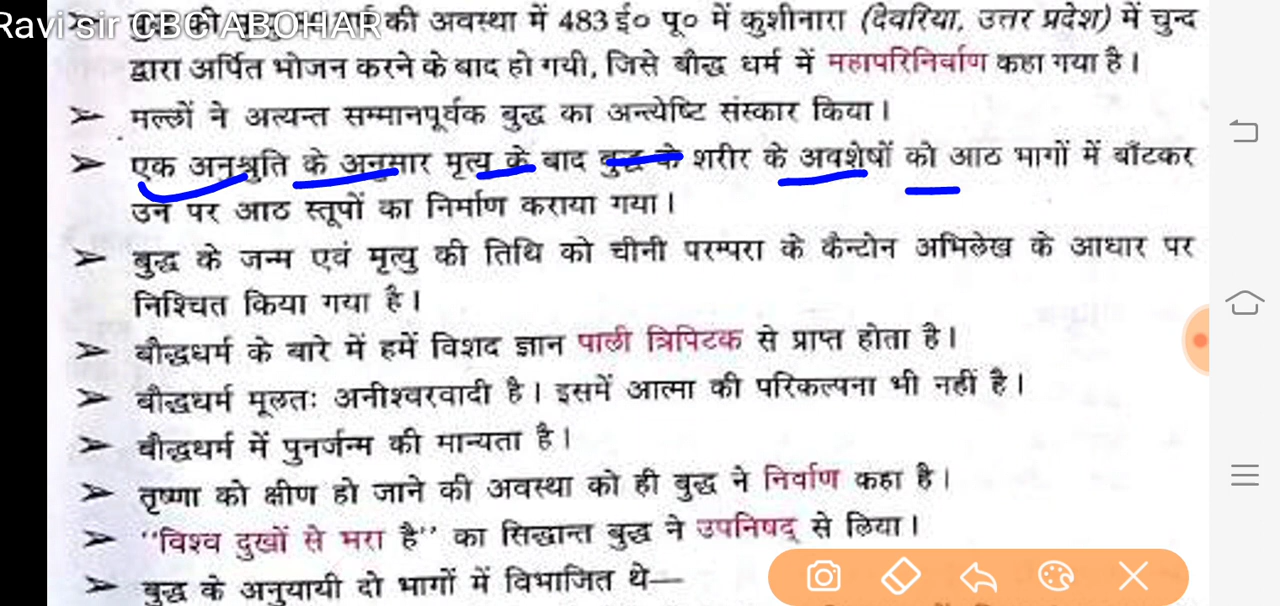 Ravi sir CBC ABOHAR की अवस्था में 483 ई० पू० में कुशीनारा (देवरिया, उत्तर प्रदेश) में चुन्द
द्वारा अर्पित भोजन करने के बाद हो गयी, जिसे बौद्ध धर्म में महापरिनिर्वाण कहा गया है।
➤ मल्लों ने अत्यन्त सम्मानपूर्वक बुद्ध का अन्त्येष्टि संस्कार किया।
➤ एक अनुश्रुति के अनुसार मृत्यु के बाद बुद्ध के शरीर के अवशेषों को आठ भागों में बाँटकर
उन पर आठ स्तूपों का निर्माण कराया गया।
➤ बुद्ध के जन्म एवं मृत्यु की तिथि को चीनी परम्परा के कैन्टोन अभिलेख के आधार पर
निश्चित किया गया है।
➤ बौद्धधर्म के बारे में हमें विशद ज्ञान पाली त्रिपिटक से प्राप्त होता है।
➤ बौद्धधर्म मूलतः अनीश्वरवादी है। इसमें आत्मा की परिकल्पना भी नहीं है।
➤ बौद्धधर्म में पुनर्जन्म की मान्यता है।
➤ तृष्णा को क्षीण हो जाने की अवस्था को ही बुद्ध ने निर्वाण कहा है।
➤ ‘‘विश्व दुखों से भरा है’’ का सिद्धान्त बुद्ध ने उपनिषद् से लिया।
➤ बुद्ध के अनुयायी दो भागों में विभाजित थे—